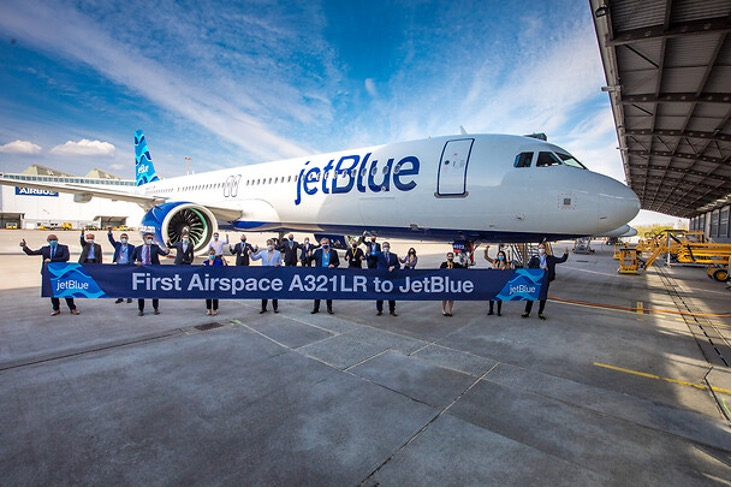 jetBlue
AIRBUS
First Airspace A321LR to JetBlue
jetBlue
jetBlue